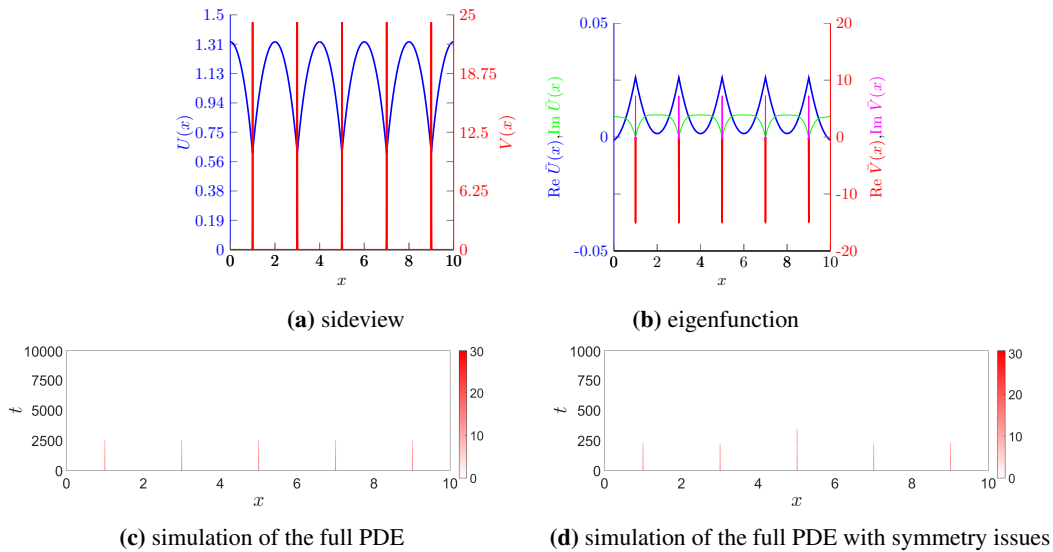 1.5
1.31
1.13
0.94
0.75
0.56
0.38
0.19
0
U(x)
25
18.75
12.5
6.25
0
V(x)
0 2 4 6 8 10
x
(a) sideview
0.05
0
-0.05
Re Ũ(x),Im Ũ(x)
20
10
0
-10
-20
Re Ṽ(x),Im Ṽ(x)
0 2 4 6 8 10
x
(b) eigenfunction
10000
7500
5000
2500
0
t
0 2 4 6 8 10
x
30
20
10
0
(c) simulation of the full PDE
1000
750
500
250
0
t
0 2 4 6 8 10
x
30
20
10
0
(d) simulation of the full PDE with symmetry issues